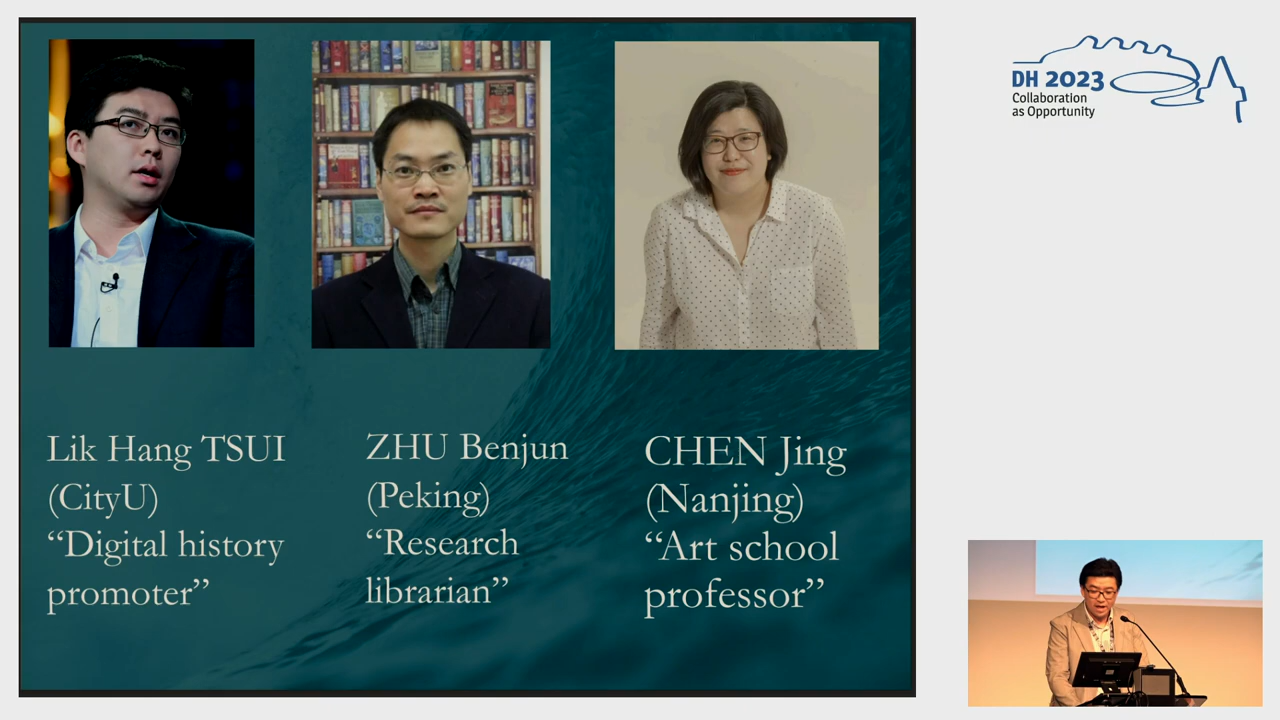 Lik Hang TSUI
(CityU)
“Digital history
promoter”
ZHU Benjun
(Peking)
“Research
librarian”
CHEN Jing
(Nanjing)
“Art school
professor”
DH 2023
Collaboration
as Opportunity